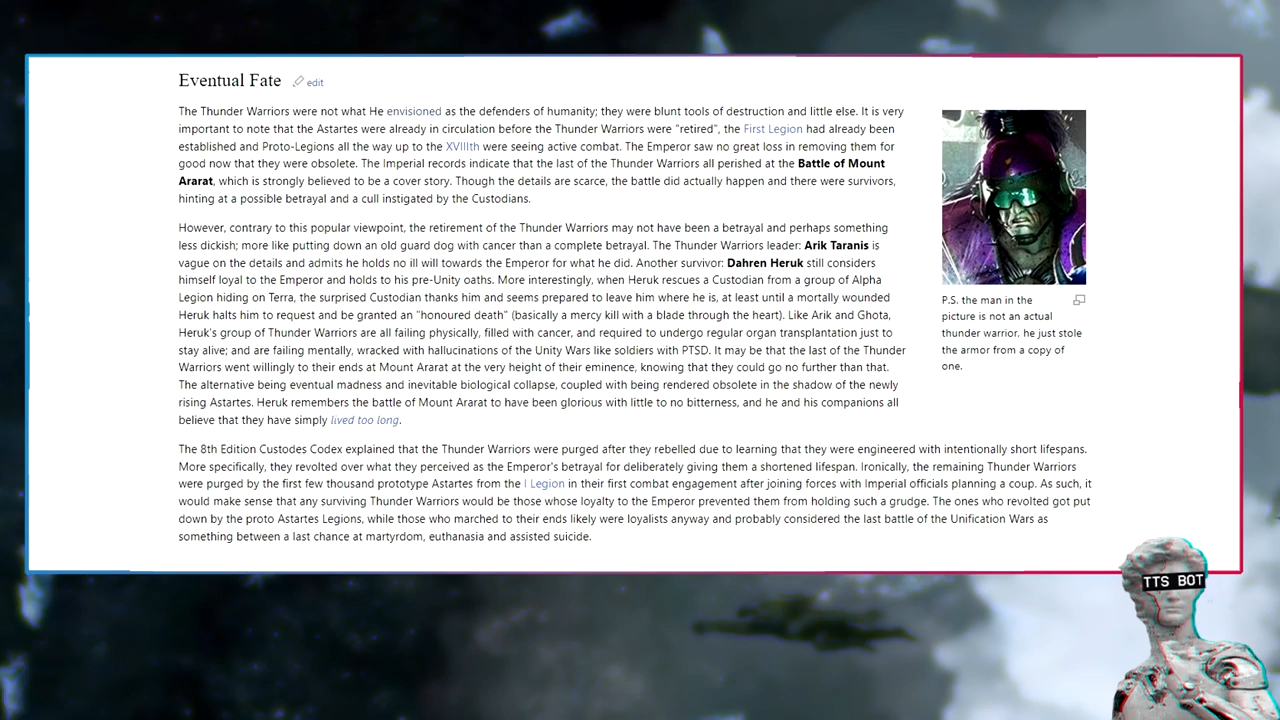 Eventual Fate edit
The Thunder Warriors were not what He envisioned as the defenders of humanity; they were blunt tools of destruction and little else. It is very
important to note that the Astartes were already in circulation before the Thunder Warriors were "retired", the First Legion had already been
established and Proto-Legions all the way up to the XVIIIth were seeing active combat. The Emperor saw no great loss in removing them for
good now that they were obsolete. The Imperial records indicate that the last of the Thunder Warriors all perished at the Battle of Mount
Ararat, which is strongly believed to be a cover story. Though the details are scarce, the battle did actually happen and there were survivors,
hinting at a possible betrayal and a cull instigated by the Custodians.
However, contrary to this popular viewpoint, the retirement of the Thunder Warriors may not have been a betrayal and perhaps something
less dickish; more like putting down an old guard dog with cancer than a complete betrayal. The Thunder Warriors leader: Arik Taranis is
vague on the details and admits he holds no ill will towards the Emperor for what he did. Another survivor: Dahren Heruk still considers
himself loyal to the Emperor and holds to his pre-Unity oaths. More interestingly, when Heruk rescues a Custodian from a group of Alpha
Legion hiding on Terra, the surprised Custodian thanks him and seems prepared to leave him where he is, at least until a mortally wounded
Heruk halts him to request and be granted an "honoured death" (basically a mercy kill with a blade through the heart). Like Arik and Ghota,
Heruk's group of Thunder Warriors are all failing physically, filled with cancer, and required to undergo regular organ transplantation just to
stay alive; and are failing mentally, wracked with hallucinations of the Unity Wars like soldiers with PTSD. It may be that the last of the Thunder
Warriors went willingly to their ends at Mount Ararat at the very height of their eminence, knowing that they could go no further than that.
The alternative being eventual madness and inevitable biological collapse, coupled with being rendered obsolete in the shadow of the newly
rising Astartes. Heruk remembers the battle of Mount Ararat to have been glorious with little to no bitterness, and he and his companions all
believe that they have simply lived too long.
P.S. the man in the
picture is not an actual
thunder warrior, he just stole
the armor from a copy of
one.
The 8th Edition Custodes Codex explained that the Thunder Warriors were purged after they rebelled due to learning that they were engineered with intentionally short lifespans.
More specifically, they revolted over what they perceived as the Emperor's betrayal for deliberately giving them a shortened lifespan. Ironically, the remaining Thunder Warriors
were purged by the first few thousand prototype Astartes from the I Legion in their first combat engagement after joining forces with Imperial officials planning a coup. As such, it
would make sense that any surviving Thunder Warriors would be those whose loyalty to the Emperor prevented them from holding such a grudge. The ones who revolted got put
down by the proto Astartes Legions, while those who marched to their ends likely were loyalists anyway and probably considered the last battle of the Unification Wars as
something between a last chance at martyrdom, euthanasia and assisted suicide.
TTS BOT